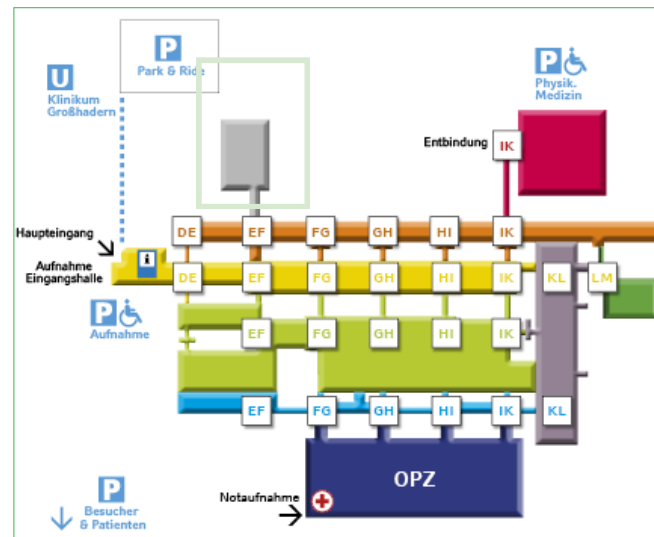 P
Park & Ride
U
Klinikum
Großhadern
P
Physik.
Medizin
Entbindung
IK
Haupteingang
DE EF FG GH HI IK
Aufnahme
Eingangshalle
i
DE EF FG GH HI IK KL LM
P
Aufnahme
EF FG GH HI IK
EF FG GH HI IK KL
OPZ
Notaufnahme
P
Besucher
& Patienten